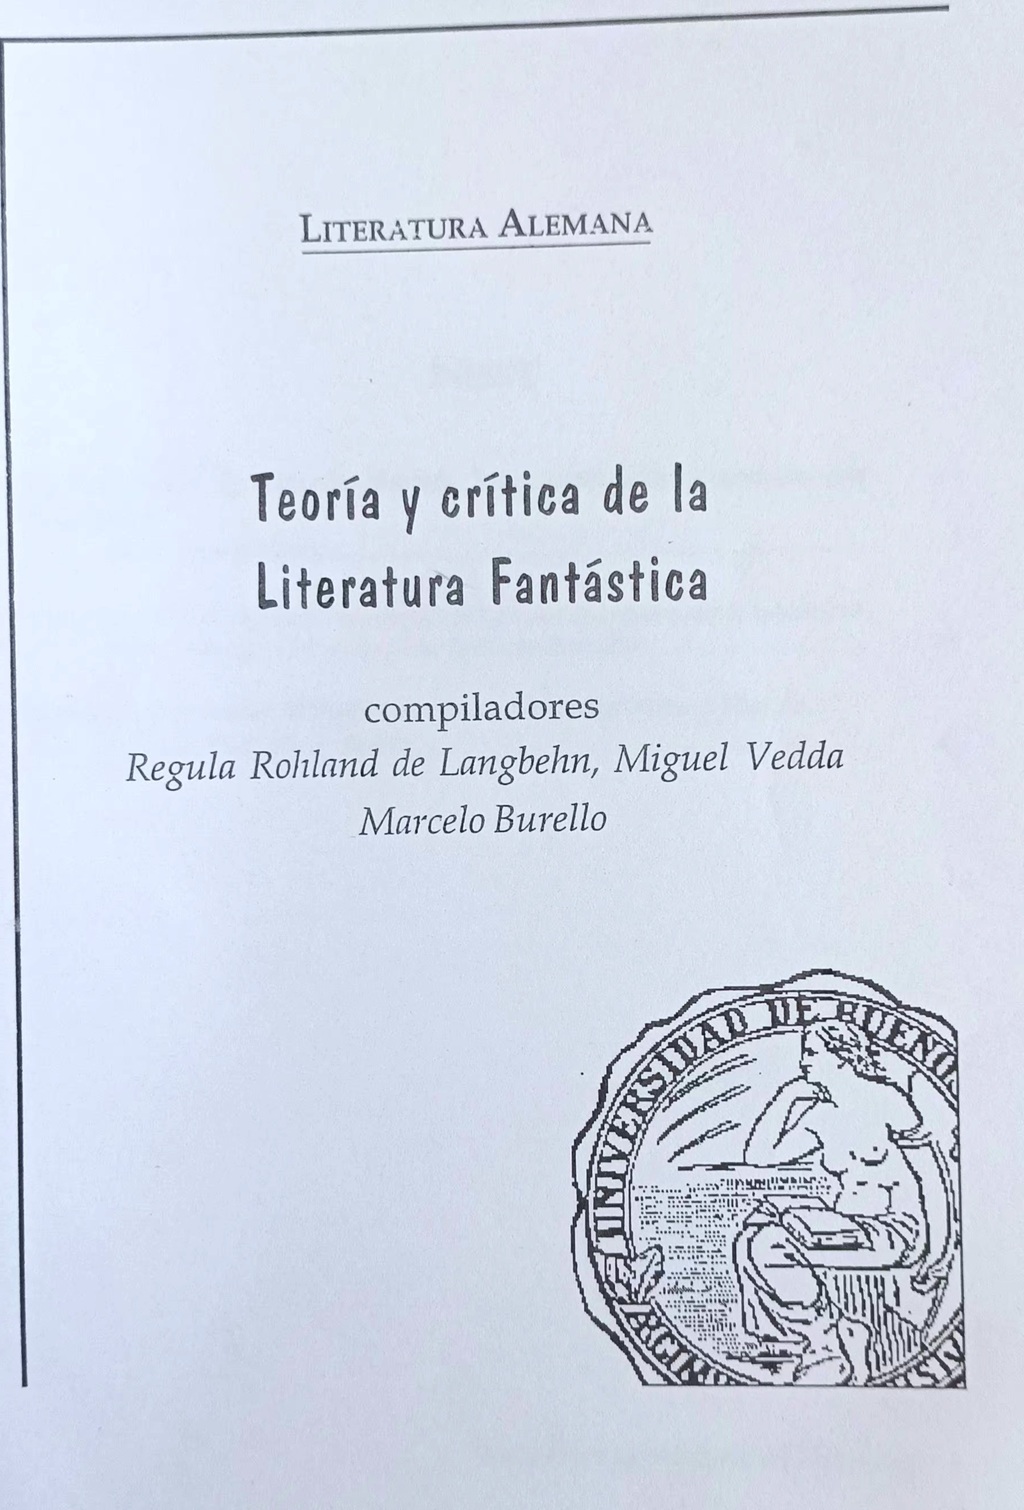 LITERATURA ALEMANA
Teoría y crítica de la
Literatura Fantástica
compiladores
Regula Rohland de Langbehn, Miguel Vedda
Marcelo Burello
UNIVERSIDAD DE BUENO